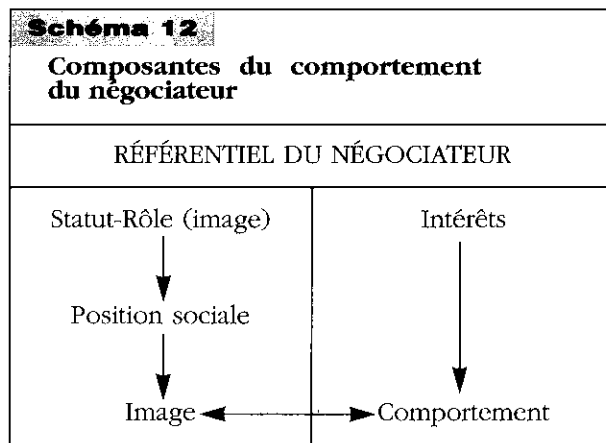 Schéma 12
Composantes du comportement
du négociateur
RÉFÉRENTIEL DU NÉGOCIATEUR
Statut-Rôle (image)
Intérêts
Position sociale
Image
Comportement